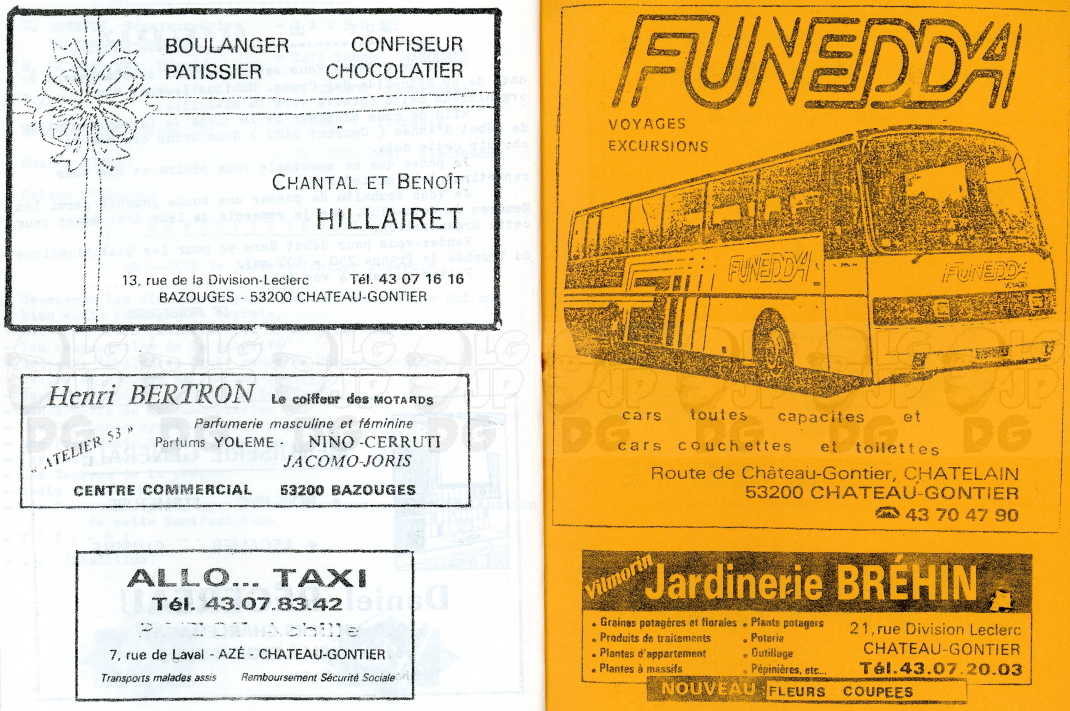 BOULANGER CONFISEUR
PATISSIER CHOCOLATIER
CHANTAL ET BENOÎT
HILLAIRET
13, rue de la Division-Leclerc Tél. 43 07 16 16
BAZOUGES - 53200 CHATEAU-GONTIER
Henri BERTRON Le coiffeur des MOTARDS
« ATELIER 53 »
Parfumerie masculine et féminine
Parfums YOLEME - NINO-CERRUTI
JACOMO-JORIS
CENTRE COMMERCIAL 53200 BAZOUGES
ALLO... TAXI
Tél. 43.07.83.42
7, rue de Laval - AZÉ - CHATEAU-GONTIER
Transports malades assis Remboursement Sécurité Sociale
FUNEDDA
VOYAGES
EXCURSIONS
FUNEDDA
FUNEDDA
VOYAGES
cars toutes capacites et
cars couchettes et toilettes
Route de Château-Gontier, CHATELAIN
53200 CHATEAU-GONTIER
☎ 43 70 47 90
Vilmorin Jardinerie BRÉHIN
• Graines potagères et florales • Plants potagers
• Produits de traitements • Poterie
• Plantes d'appartement • Outillage
• Plantes à massifs • Pépinières, etc...
21, rue Division Leclerc
CHATEAU-GONTIER
Tél.43.07.20.03
NOUVEAU FLEURS COUPEES